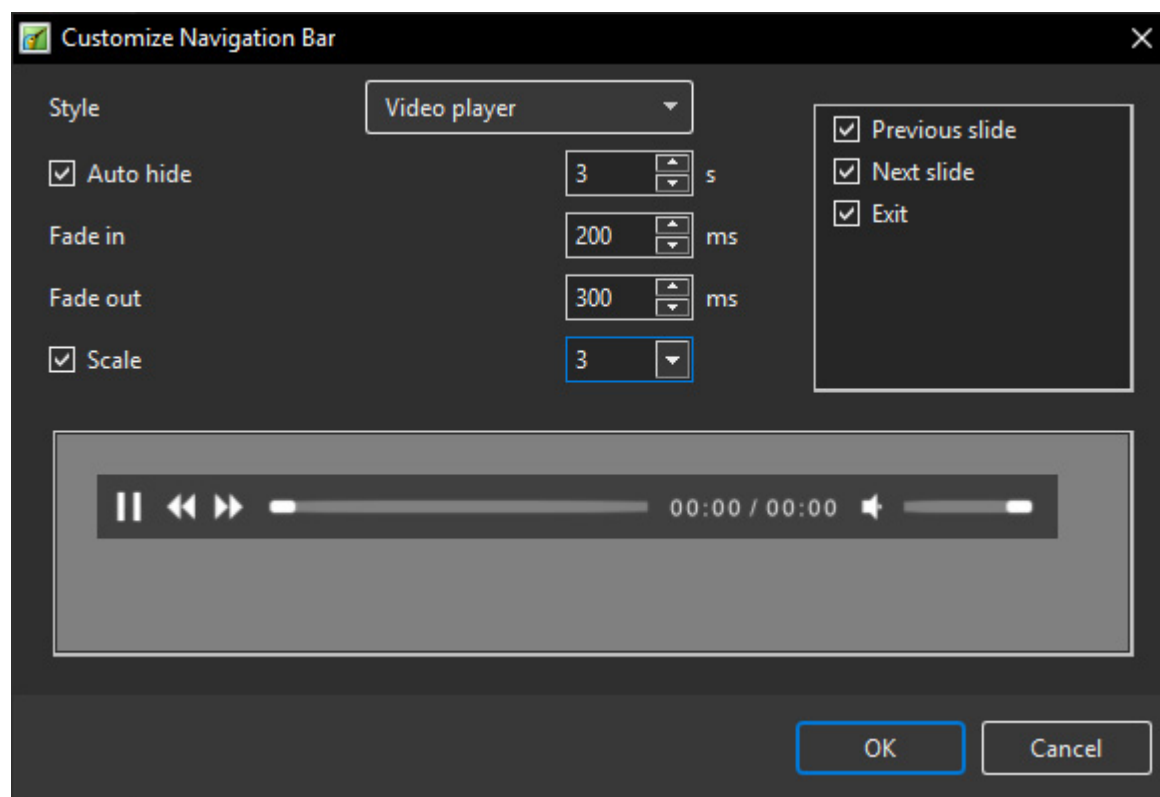 Customize Navigation Bar
Style Video player
Auto hide 3 s
Fade in 200 ms
Fade out 300 ms
Scale 3
Previous slide
Next slide
Exit
00:00 / 00:00
OK Cancel